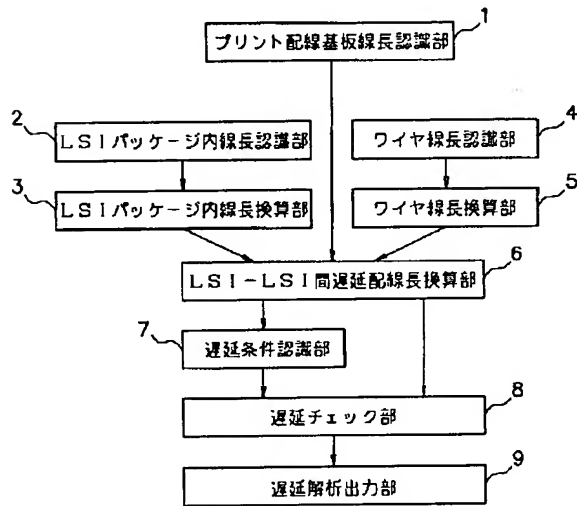 1
プリント配線基板線長認識部
2
LSIパッケージ内線長認識部
4
ワイヤ線長認識部
3
LSIパッケージ内線長換算部
5
ワイヤ線長換算部
6
LSI-LSI間遅延配線長換算部
7
遅延条件認識部
8
遅延チェック部
9
遅延解析出力部